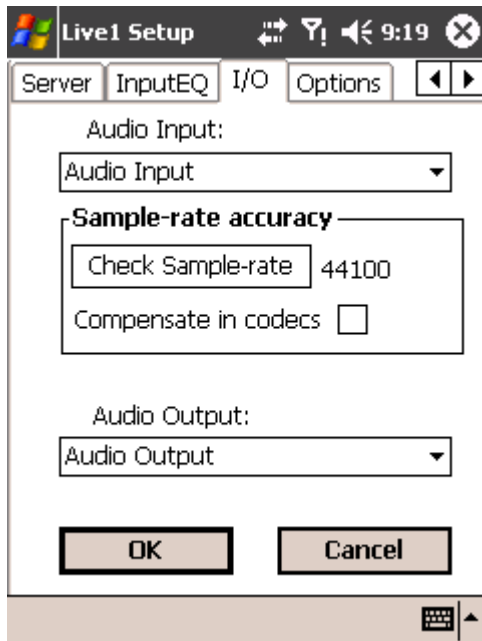 Live1 Setup 9:19
Server InputEQ I/O Options
Audio Input:
Audio Input
Sample-rate accuracy
Check Sample-rate 44100
Compensate in codecs
Audio Output:
Audio Output
OK Cancel